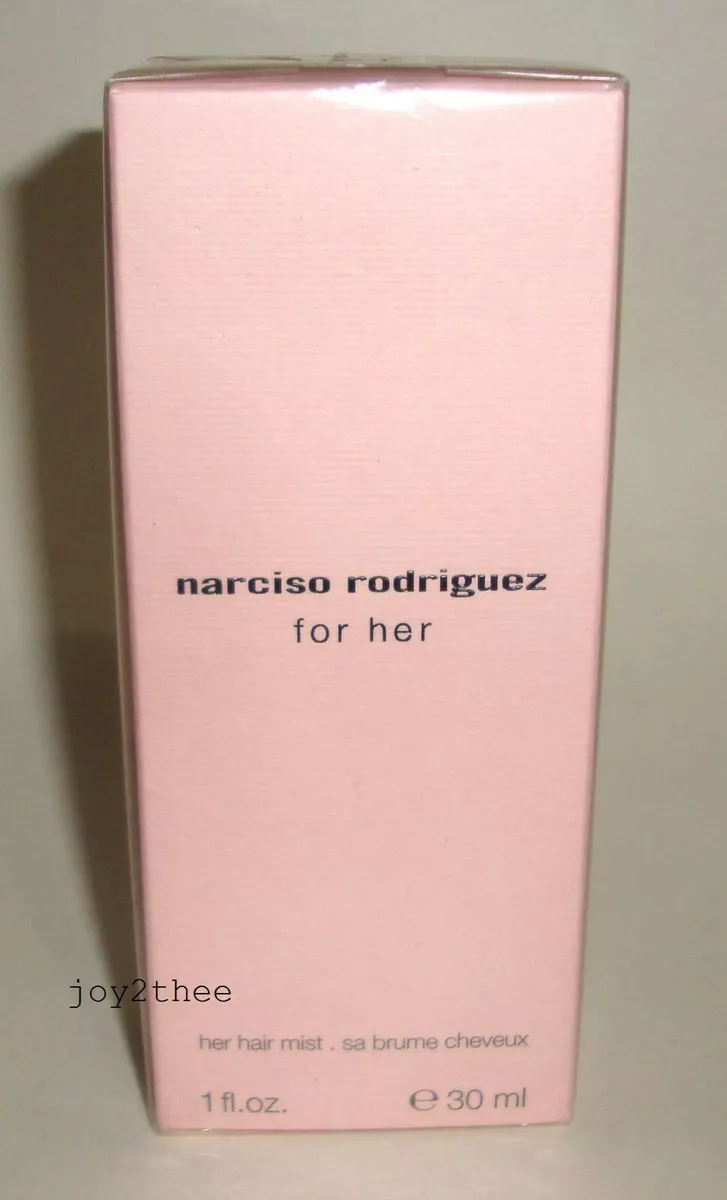 narciso rodriguez
for her
joy2thee
her hair mist . sa brume cheveux
1 fl.oz. ℮ 30 ml